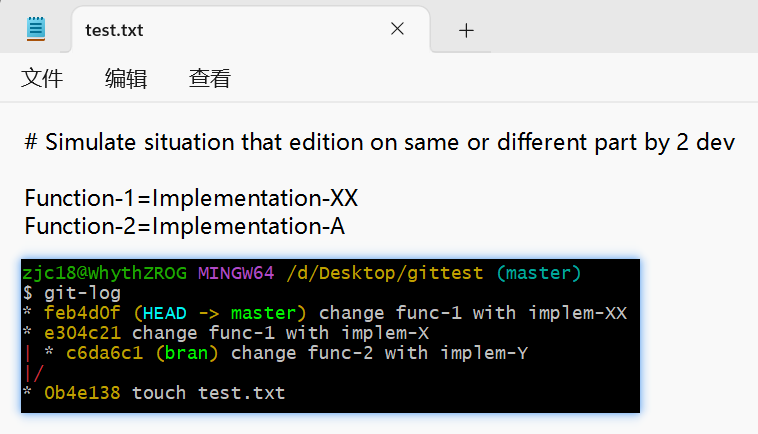 test.txt
文件 编辑 查看
# Simulate situation that edition on same or different part by 2 dev
Function-1=Implementation-XX
Function-2=Implementation-A
zjc18@WhythZROG MINGW64 /d/Desktop/gittest (master)
$ git-log
* feb4d0f (HEAD -> master) change func-1 with implem-XX
* e304c21 change func-1 with implem-X
| * c6da6c1 (bran) change func-2 with implem-Y
|/
* 0b4e138 touch test.txt